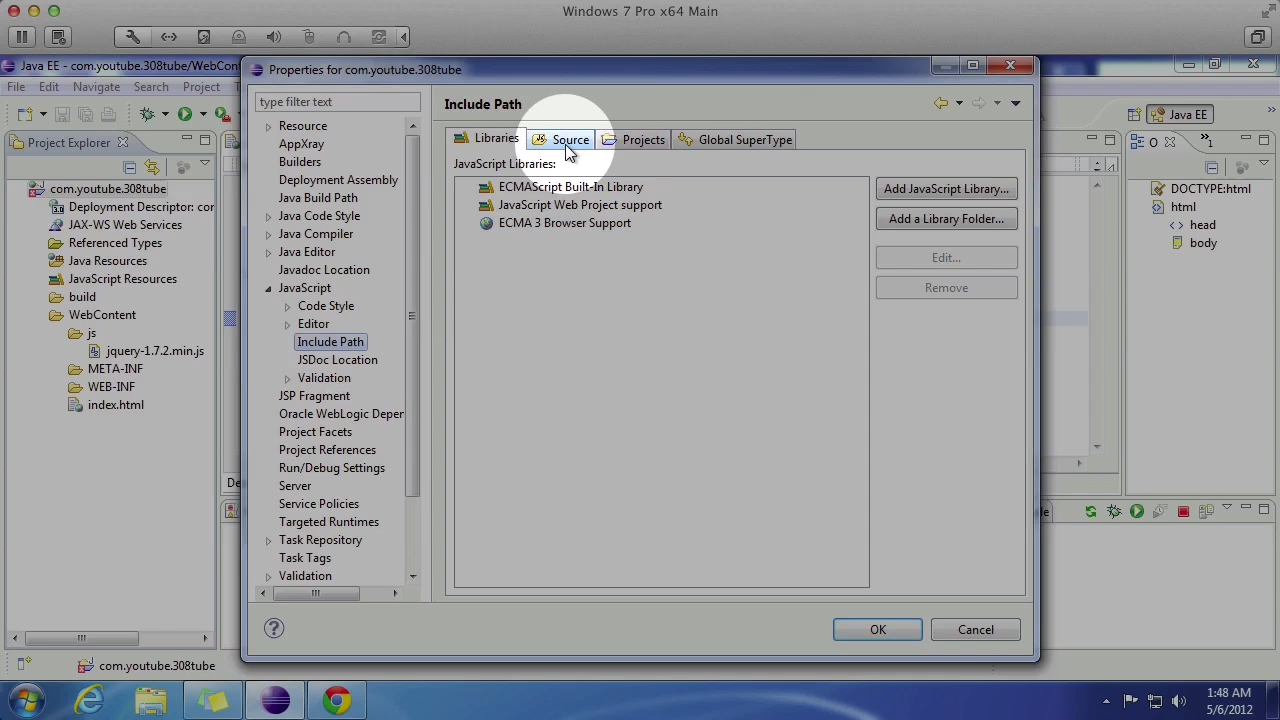 Windows 7 Pro x64 Main
Java EE - com.youtube.308tube/WebCont
File Edit Navigate Search Project
Java EE
Project Explorer
com.youtube.308tube
Deployment Descriptor: cor
JAX-WS Web Services
Referenced Types
Java Resources
JavaScript Resources
build
WebContent
js
jquery-1.7.2.min.js
META-INF
WEB-INF
index.html
Properties for com.youtube.308tube
type filter text
Resource
AppXray
Builders
Deployment Assembly
Java Build Path
Java Code Style
Java Compiler
Java Editor
Javadoc Location
JavaScript
Code Style
Editor
Include Path
JSDoc Location
Validation
JSP Fragment
Oracle WebLogic Deper
Project Facets
Project References
Run/Debug Settings
Server
Service Policies
Targeted Runtimes
Task Repository
Task Tags
Validation
Include Path
Libraries Source Projects Global SuperType
JavaScript Libraries:
ECMAScript Built-In Library
JavaScript Web Project support
ECMA 3 Browser Support
Add JavaScript Library...
Add a Library Folder...
Edit...
Remove
OK Cancel
De
O
1
DOCTYPE:html
html
head
body
com.youtube.308tube
1:48 AM
5/6/2012